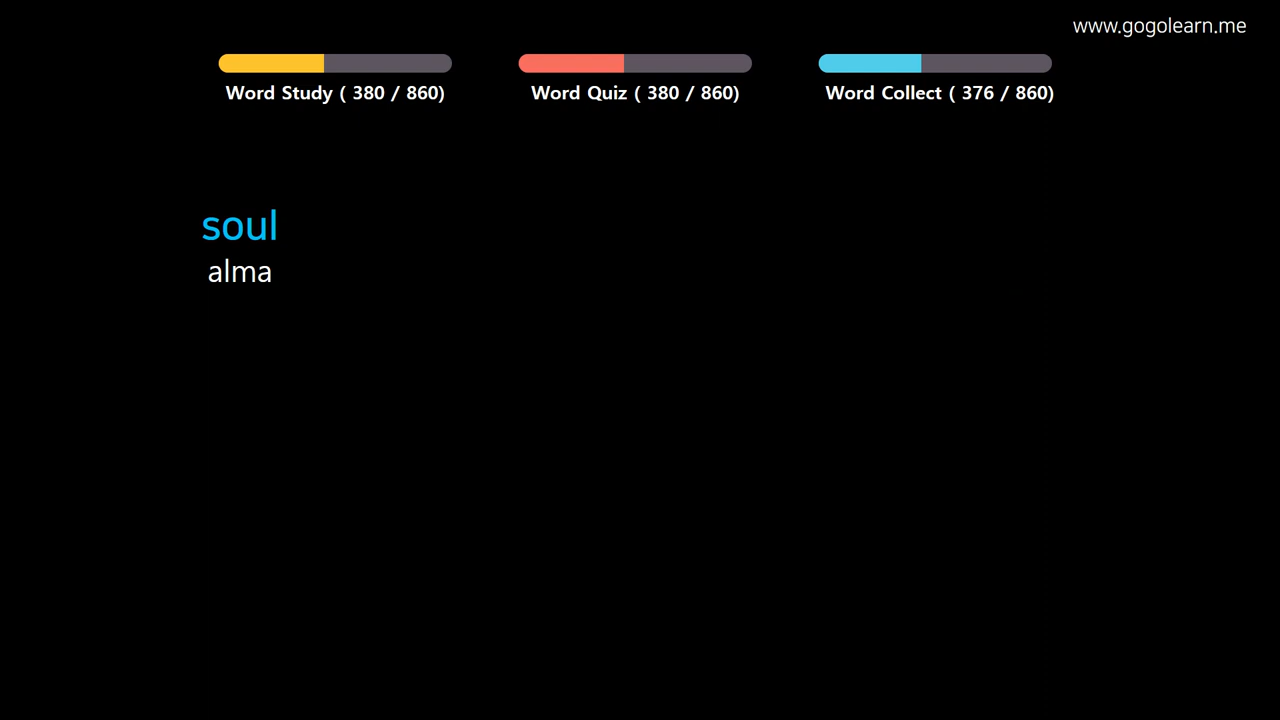 www.gogolearn.me
Word Study ( 380 / 860)
Word Quiz ( 380 / 860)
Word Collect ( 376 / 860)
soul
alma